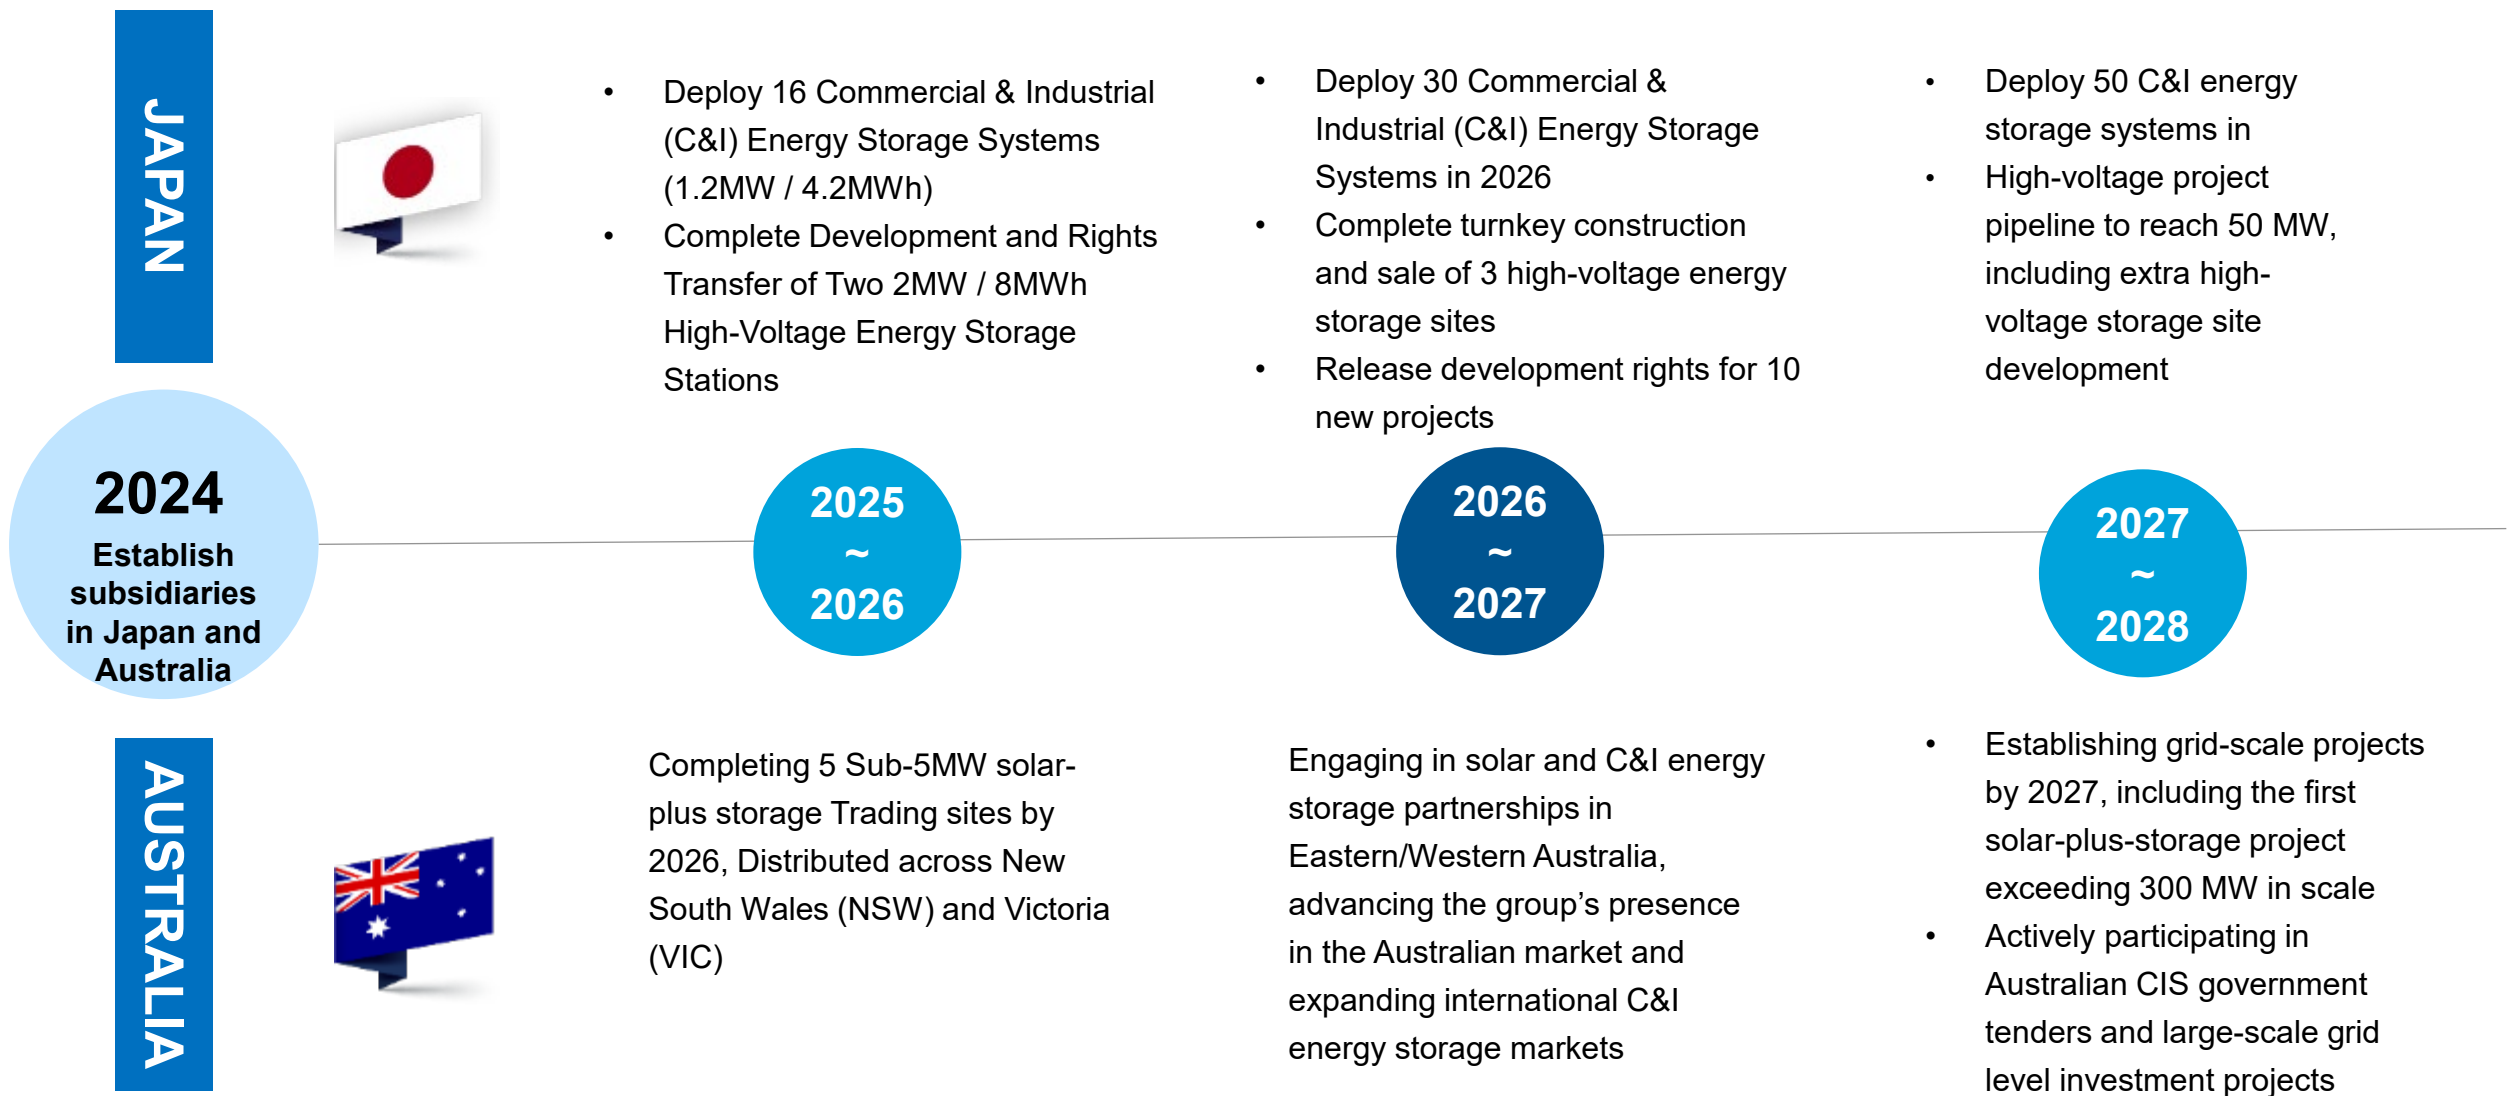 JAPAN
• Deploy 16 Commercial & Industrial
(C&I) Energy Storage Systems
(1.2MW / 4.2MWh)
• Complete Development and Rights
Transfer of Two 2MW / 8MWh
High-Voltage Energy Storage
Stations
• Deploy 30 Commercial &
Industrial (C&I) Energy Storage
Systems in 2026
• Complete turnkey construction
and sale of 3 high-voltage energy
storage sites
• Release development rights for 10
new projects
• Deploy 50 C&I energy
storage systems in
• High-voltage project
pipeline to reach 50 MW,
including extra high-
voltage storage site
development
2024
Establish
subsidiaries
in Japan and
Australia
2025
~
2026
2026
~
2027
2027
~
2028
AUSTRALIA
Completing 5 Sub-5MW solar-
plus storage Trading sites by
2026, Distributed across New
South Wales (NSW) and Victoria
(VIC)
Engaging in solar and C&I energy
storage partnerships in
Eastern/Western Australia,
advancing the group’s presence
in the Australian market and
expanding international C&I
energy storage markets
• Establishing grid-scale projects
by 2027, including the first
solar-plus-storage project
exceeding 300 MW in scale
• Actively participating in
Australian CIS government
tenders and large-scale grid
level investment projects